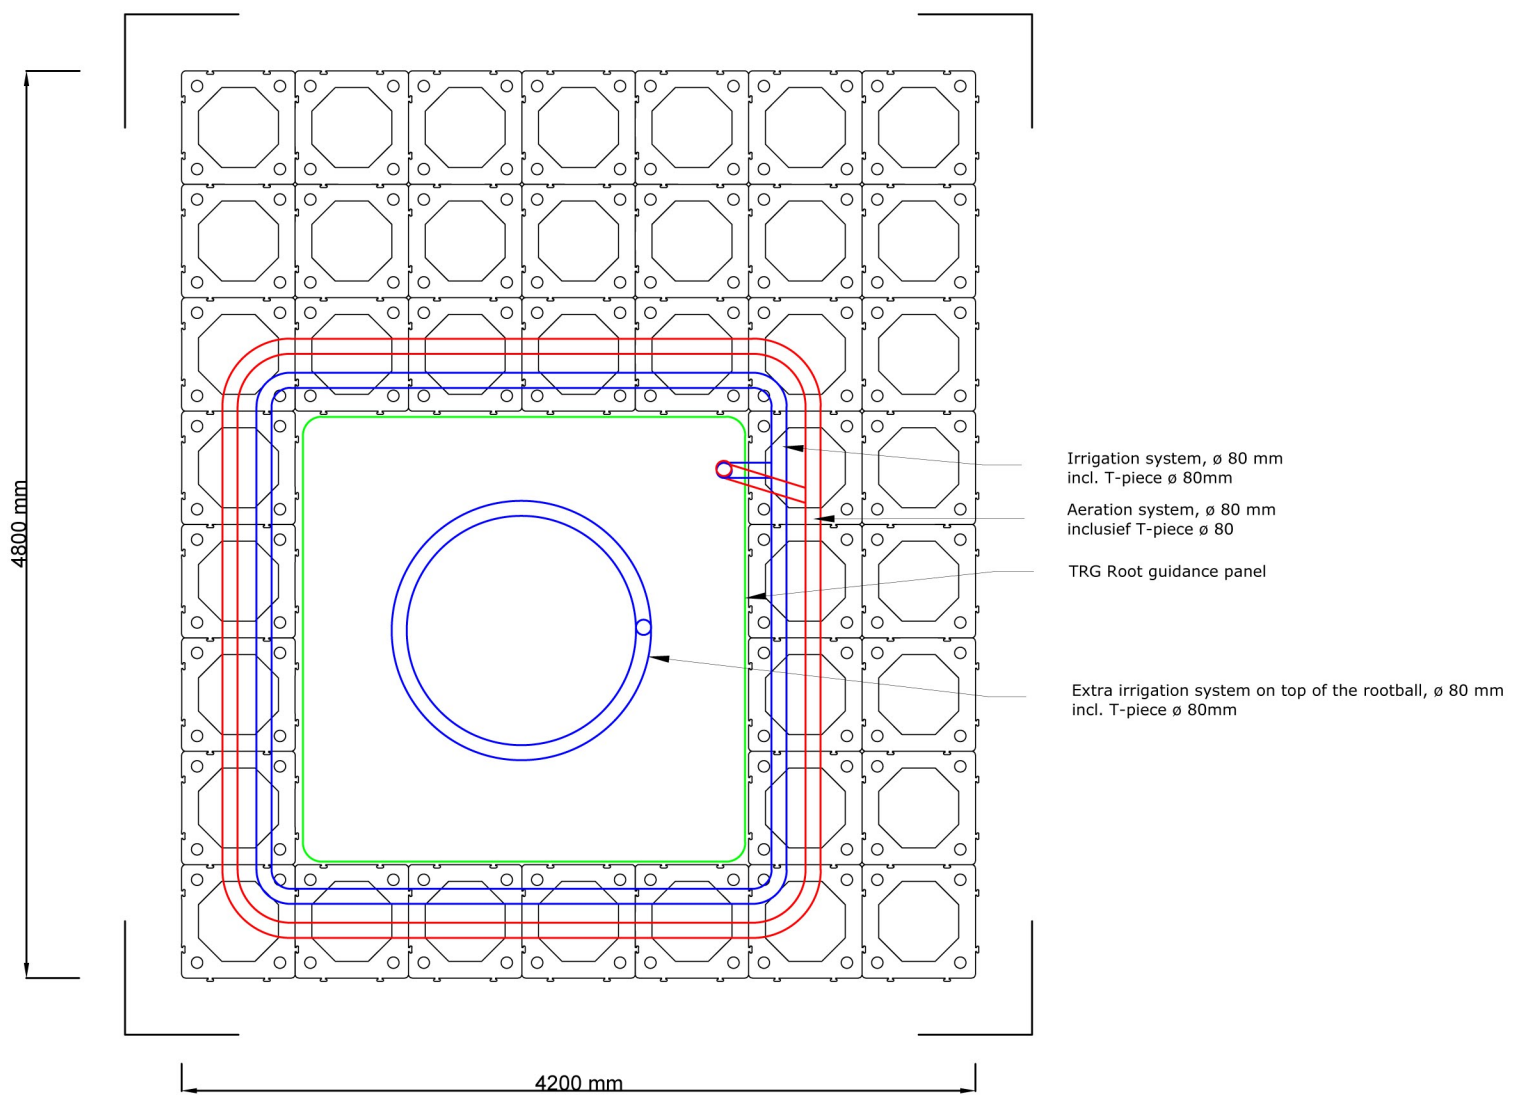 4800 mm
Irrigation system, ø 80 mm
incl. T-piece ø 80mm
Aeration system, ø 80 mm
inclusief T-piece ø 80
TRG Root guidance panel
Extra irrigation system on top of the rootball, ø 80 mm
incl. T-piece ø 80mm
4200 mm